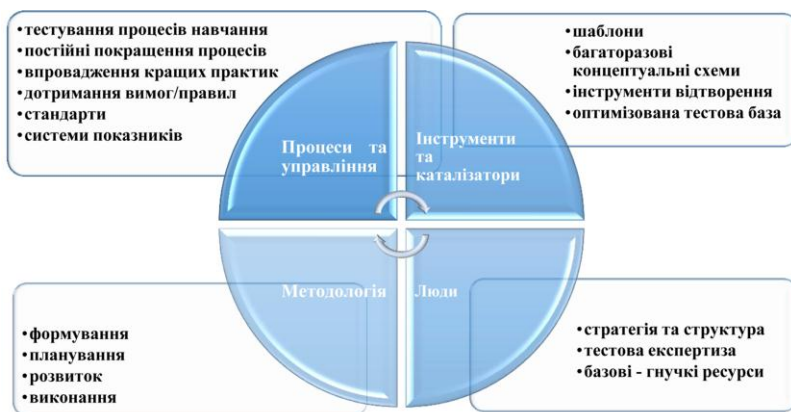 •тестування процесів навчання
•постійні покращення процесів
•впровадження кращих практик
•дотримання вимог/правил
•стандарти
•системи показників
•шаблони
•багаторазові
концептуальні схеми
•інструменти відтворення
•оптимізована тестова база
Процеси та
управління
Інструменти
та
каталізатори
Методологія
Люди
•формування
•планування
•розвиток
•виконання
•стратегія та структура
•тестова експертиза
•базові - гнучкі ресурси